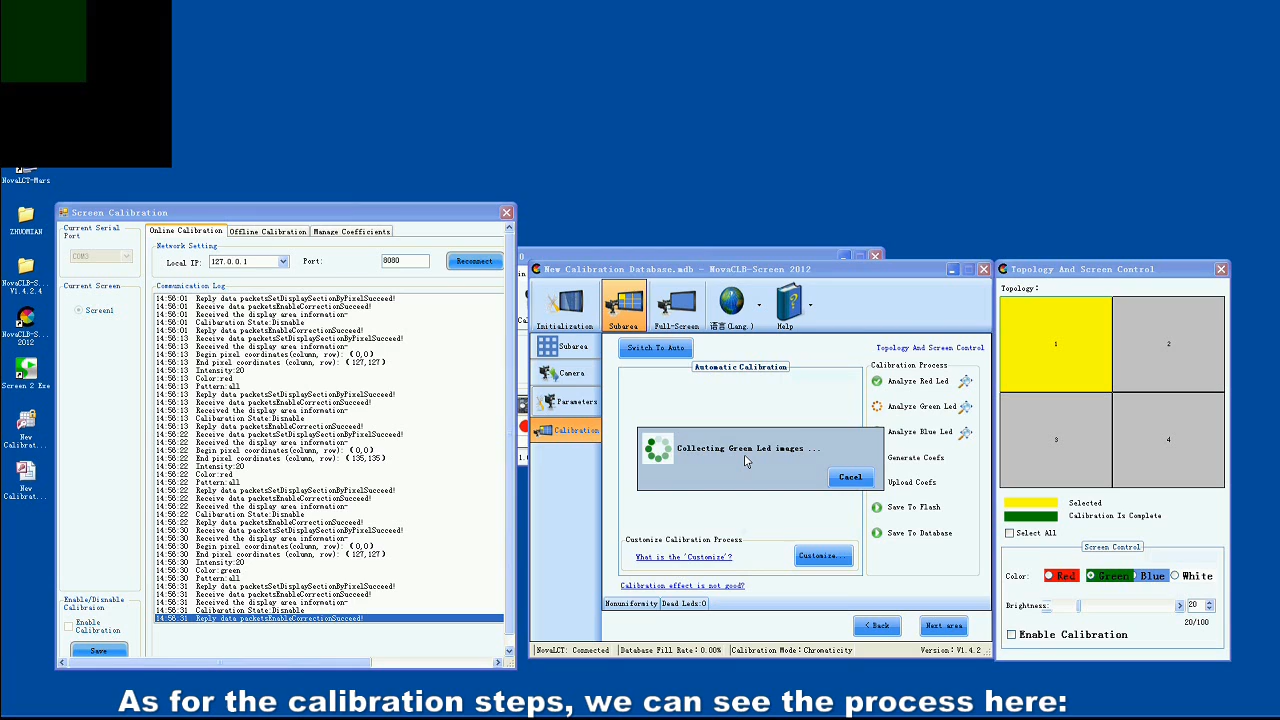 NovaLCT-Mars
ZHUOMIAN
NovaCLB-S...
V1.4.2.4
NovaCLB-S...
2012
Screen 2 Exe
New
Calibrat...
New
Calibrat...
Screen Calibration
Current Serial
Port
COM3
Current Screen
Screen1
Enable/Disnable
Calibraion
Enable
Calibration
Save
Online Calibration
Offline Calibration
Manage Coefficients
Network Setting
Local IP:
127.0.0.1
Port:
8080
Reconnect
Communication Log
14:56:01 Reply data packetsSetDisplaySectionByPixelSucceed!
14:56:01 Receive data packetsEnableCorrectionSucceed!
14:56:01 Received the display area information~
14:56:01 Calibaration State:Disnable
14:56:01 Reply data packetsEnableCorrectionSucceed!
14:56:13 Receive data packetsSetDisplaySectionByPixelSucceed!
14:56:13 Received the display area information~
14:56:13 Begin pixel coordinates(column, row): (0,0)
14:56:13 End pixel coordinates(column, row): (127,127)
14:56:13 Intensity:20
14:56:13 Color:red
14:56:13 Pattern:all
14:56:13 Reply data packetsSetDisplaySectionByPixelSucceed!
14:56:13 Receive data packetsEnableCorrectionSucceed!
14:56:13 Received the display area information~
14:56:13 Calibaration State:Disnable
14:56:13 Reply data packetsEnableCorrectionSucceed!
14:56:22 Receive data packetsSetDisplaySectionByPixelSucceed!
14:56:22 Received the display area information~
14:56:22 Begin pixel coordinates(column, row): (0,0)
14:56:22 End pixel coordinates(column, row): (135,135)
14:56:22 Intensity:20
14:56:22 Color:red
14:56:22 Pattern:all
14:56:22 Reply data packetsSetDisplaySectionByPixelSucceed!
14:56:22 Receive data packetsEnableCorrectionSucceed!
14:56:22 Received the display area information~
14:56:22 Calibaration State:Disnable
14:56:22 Reply data packetsEnableCorrectionSucceed!
14:56:30 Receive data packetsSetDisplaySectionByPixelSucceed!
14:56:30 Received the display area information~
14:56:30 Begin pixel coordinates(column, row): (0,0)
14:56:30 End pixel coordinates(column, row): (127,127)
14:56:30 Intensity:20
14:56:30 Color:green
14:56:30 Pattern:all
14:56:31 Reply data packetsSetDisplaySectionByPixelSucceed!
14:56:31 Receive data packetsEnableCorrectionSucceed!
14:56:31 Received the display area information~
14:56:31 Calibaration State:Disnable
14:56:31 Reply data packetsEnableCorrectionSucceed!
New Calibration Database.mdb - NovaCLB-Screen 2012
Initialization
Subarea
Full-Screen
语言(Lang.)
Help
Subarea
Camera
Parameters
Calibration
Switch To Auto
Topology And Screen Control
Automatic Calibration
Calibration Process
Analyze Red Led
Analyze Green Led
Analyze Blue Led
Generate Coefs
Upload Coefs
Save To Flash
Save To Database
Collecting Green Led images ...
Cacel
Customize Calibration Process
What is the 'Customize'?
Customize...
Calibration effect is not good?
Nonuniformity
Dead Leds:0
< Back
Next area
NovaLCT: Connected
Database Fill Rate: 0.00%
Calibration Mode: Chromaticity
Version: V1.4.2
Topology And Screen Control
Topology:
1
2
3
4
Selected
Calibration Is Complete
Select All
Screen Control
Color:
Red
Green
Blue
White
Brightness:
20
20/100
Enable Calibration
As for the calibration steps, we can see the process here: